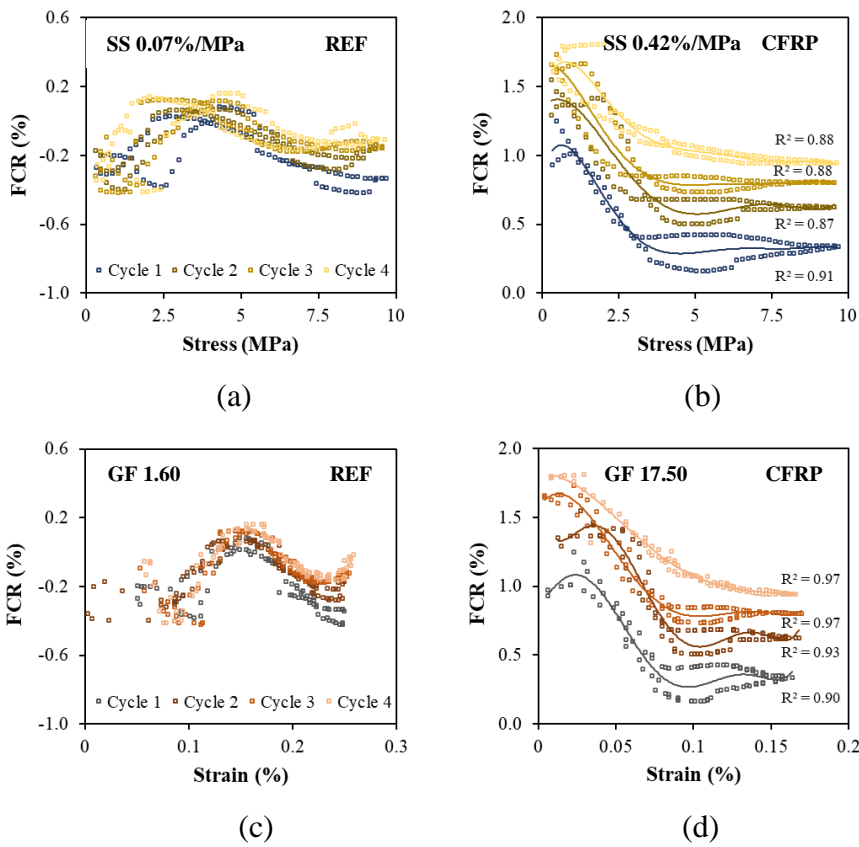 SS 0.07%/MPa REF
FCR (%)
0.6
0.2
-0.2
-0.6
-1.0
Cycle 1 Cycle 2 Cycle 3 Cycle 4
0 2.5 5 7.5 10
Stress (MPa)
(a)
SS 0.42%/MPa CFRP
FCR (%)
2.0
1.5
1.0
0.5
0.0
R² = 0.88
R² = 0.88
R² = 0.87
R² = 0.91
0 2.5 5 7.5 10
Stress (MPa)
(b)
GF 1.60 REF
FCR (%)
0.6
0.2
-0.2
-0.6
-1.0
Cycle 1 Cycle 2 Cycle 3 Cycle 4
0 0.1 0.2 0.3
Strain (%)
(c)
GF 17.50 CFRP
FCR (%)
2.0
1.5
1.0
0.5
0.0
R² = 0.97
R² = 0.97
R² = 0.93
R² = 0.90
0 0.05 0.1 0.15 0.2
Strain (%)
(d)